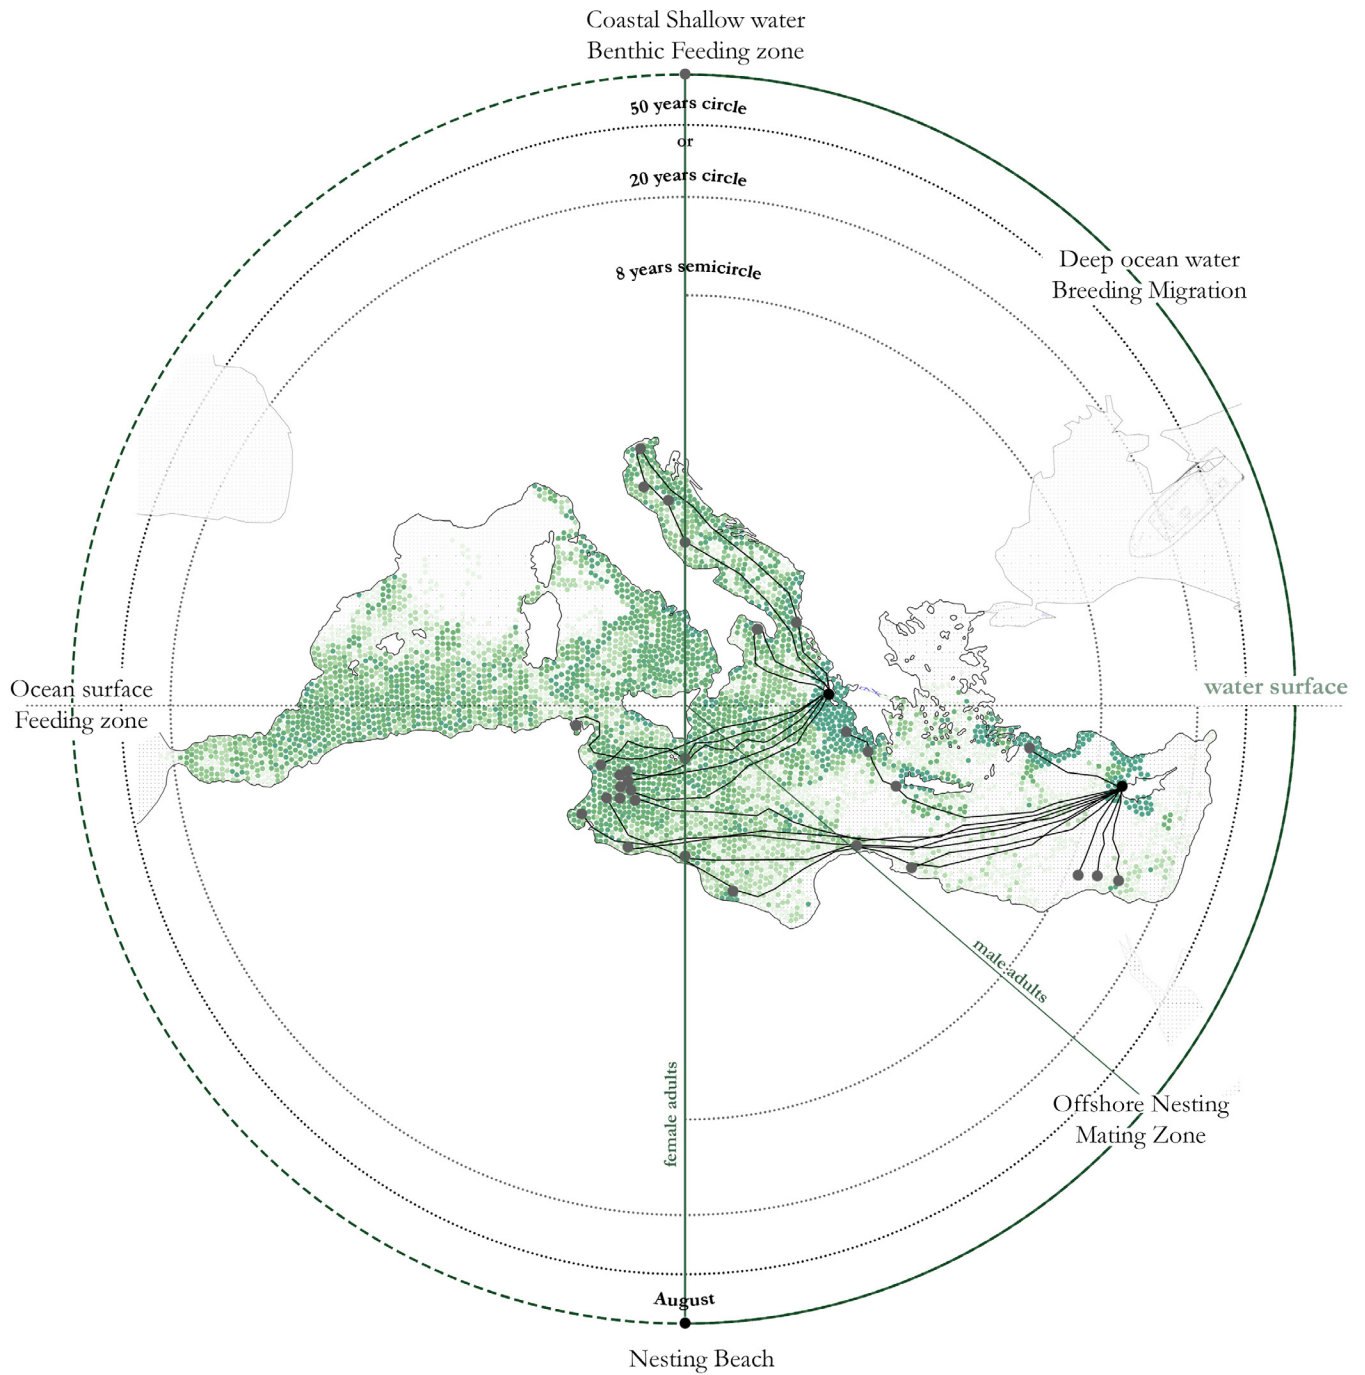 Coastal Shallow water
Benthic Feeding zone
50 years circle
or
20 years circle
8 years semicircle
Deep ocean water
Breeding Migration
Ocean surface
Feeding zone
water surface
male adults
female adults
Offshore Nesting
Mating Zone
August
Nesting Beach